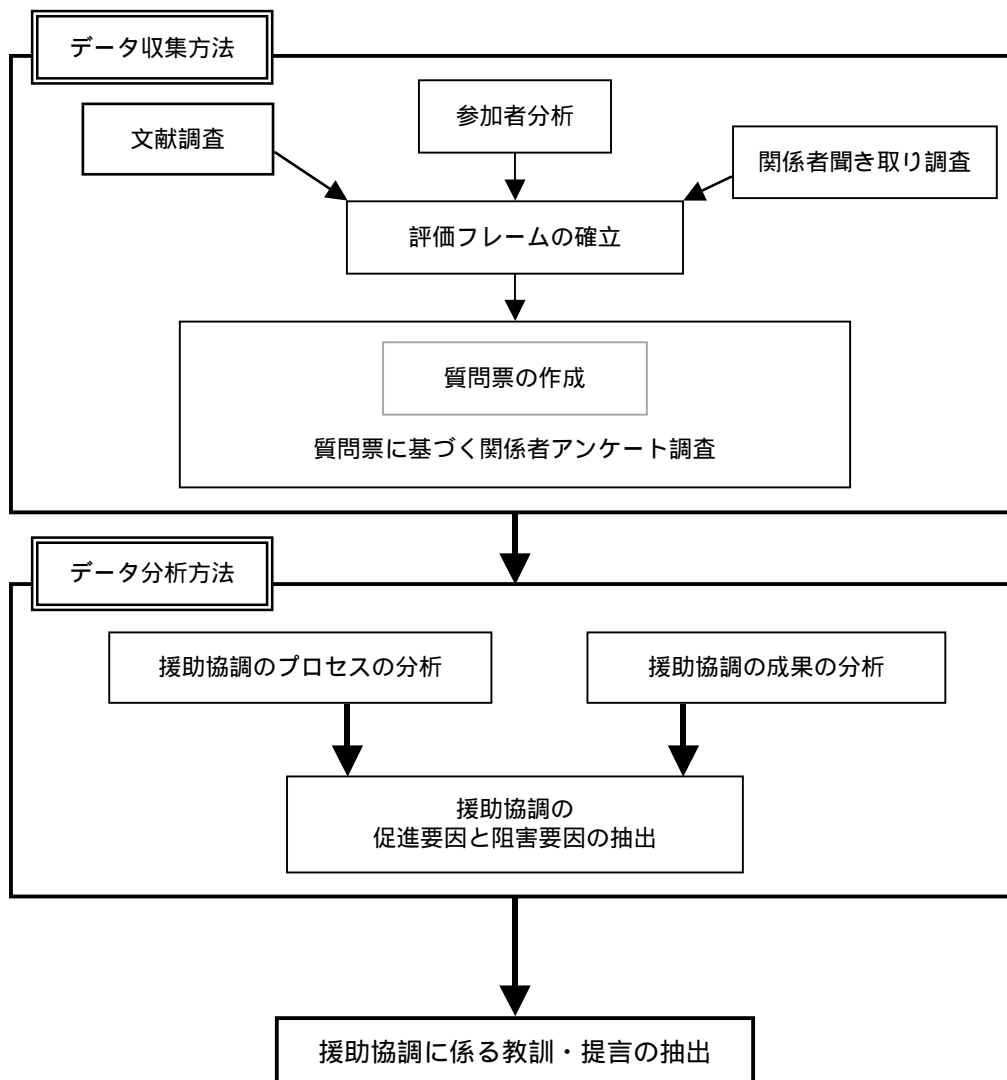 データ収集方法
文献調査
参加者分析
関係者聞き取り調査
評価フレームの確立
質問票の作成
質問票に基づく関係者アンケート調査
データ分析方法
援助協調のプロセスの分析
援助協調の成果の分析
援助協調の
促進要因と阻害要因の抽出
援助協調に係る教訓・提言の抽出